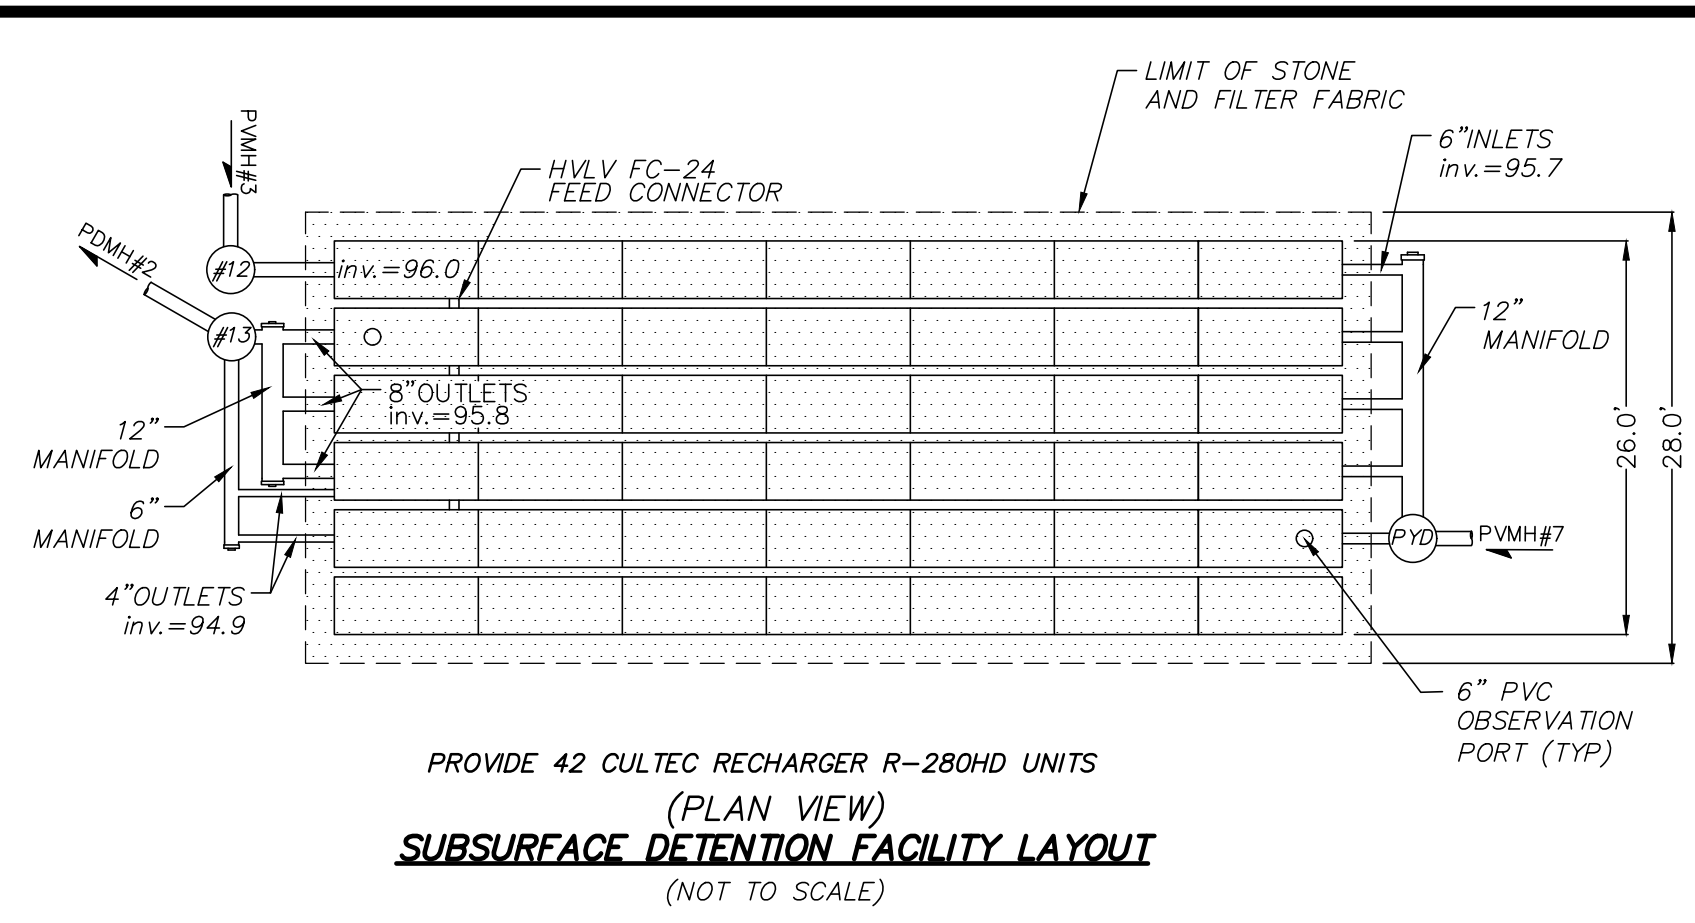 LIMIT OF STONE
AND FILTER FABRIC
6"INLETS
inv.=95.7
PVMH#3
HVLV FC-24
FEED CONNECTOR
PDMH#2
#12
inv.=96.0
#13
12"
MANIFOLD
8"OUTLETS
inv.=95.8
12"
MANIFOLD
6"
MANIFOLD
26.0'
28.0'
PYD
PVMH#7
4"OUTLETS
inv.=94.9
6" PVC
OBSERVATION
PORT (TYP)
PROVIDE 42 CULTEC RECHARGER R-280HD UNITS
(PLAN VIEW)
SUBSURFACE DETENTION FACILITY LAYOUT
(NOT TO SCALE)